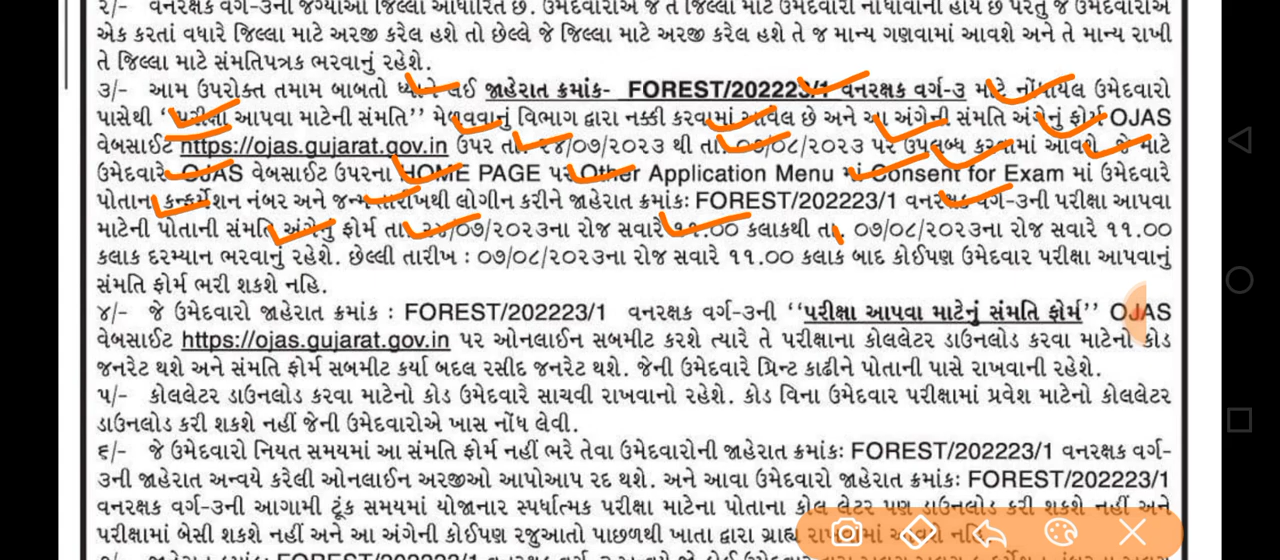 ૨/- વનરક્ષક વર્ગ-૩ની જગ્યાઓ જિલ્લા આધારિત છે. ઉમેદવારોએ જે તે જિલ્લા માટે ઉમેદવારી નોંધાવાની હોય છે પરંતુ જે ઉમેદવારોએ
એક કરતાં વધારે જિલ્લા માટે અરજી કરેલ હશે તો છેલ્લે જે જિલ્લા માટે અરજી કરેલ હશે તે જ માન્ય ગણવામાં આવશે અને તે માન્ય રાખી
તે જિલ્લા માટે સંમતિપત્રક ભરવાનું રહેશે.
૩/- આમ ઉપરોક્ત તમામ બાબતો ધ્યાને લઈ જાહેરાત ક્રમાંક- FOREST/202223/1 વનરક્ષક વર્ગ-૩ માટે નોંધાયેલ ઉમેદવારો
પાસેથી ‘‘પરીક્ષા આપવા માટેની સંમતિ’’ મેળવવાનું વિભાગ દ્વારા નક્કી કરવામાં આવેલ છે અને આ અંગેની સંમતિ અંગેનું ફોર્મ OJAS
વેબસાઈટ https://ojas.gujarat.gov.in ઉપર તા. ૨૪/૦૭/૨૦૨૩ થી તા. ૦૭/૦૮/૨૦૨૩ પર ઉપલબ્ધ કરવામાં આવશે. જે માટે
ઉમેદવારે OJAS વેબસાઈટ ઉપરના HOME PAGE પર Other Application Menu માં Consent for Exam માં ઉમેદવારે
પોતાના કન્ફર્મેશન નંબર અને જન્મ તારીખથી લોગીન કરીને જાહેરાત ક્રમાંક: FOREST/202223/1 વનરક્ષક વર્ગ-૩ની પરીક્ષા આપવા
માટેની પોતાની સંમતિ અંગેનું ફોર્મ તા. ૨૪/૦૭/૨૦૨૩ના રોજ સવારે ૧૧.૦૦ કલાકથી તા. ૦૭/૦૮/૨૦૨૩ના રોજ સવારે ૧૧.૦૦
કલાક દરમ્યાન ભરવાનું રહેશે. છેલ્લી તારીખ : ૦૭/૦૮/૨૦૨૩ના રોજ સવારે ૧૧.૦૦ કલાક બાદ કોઈપણ ઉમેદવાર પરીક્ષા આપવાનું
સંમતિ ફોર્મ ભરી શકશે નહિ.
૪/- જે ઉમેદવારો જાહેરાત ક્રમાંક : FOREST/202223/1 વનરક્ષક વર્ગ-૩ની ‘‘પરીક્ષા આપવા માટેનું સંમતિ ફોર્મ’’ OJAS
વેબસાઈટ https://ojas.gujarat.gov.in પર ઓનલાઈન સબમીટ કરશે ત્યારે તે પરીક્ષાના કોલલેટર ડાઉનલોડ કરવા માટેનો કોડ
જનરેટ થશે અને સંમતિ ફોર્મ સબમીટ કર્યા બદલ રસીદ જનરેટ થશે. જેની ઉમેદવારે પ્રિન્ટ કાઢીને પોતાની પાસે રાખવાની રહેશે.
૫/- કોલલેટર ડાઉનલોડ કરવા માટેનો કોડ ઉમેદવારે સાચવી રાખવાનો રહેશે. કોડ વિના ઉમેદવાર પરીક્ષામાં પ્રવેશ માટેનો કોલલેટર
ડાઉનલોડ કરી શકશે નહીં જેની ઉમેદવારોએ ખાસ નોંધ લેવી.
૬/- જે ઉમેદવારો નિયત સમયમાં આ સંમતિ ફોર્મ નહીં ભરે તેવા ઉમેદવારોની જાહેરાત ક્રમાંક: FOREST/202223/1 વનરક્ષક વર્ગ-
૩ની જાહેરાત અન્વયે કરેલી ઓનલાઈન અરજીઓ આપોઆપ રદ થશે. અને આવા ઉમેદવારો જાહેરાત ક્રમાંક: FOREST/202223/1
વનરક્ષક વર્ગ-૩ની આગામી ટૂંક સમયમાં યોજાનાર સ્પર્ધાત્મક પરીક્ષા માટેના પોતાના કોલ લેટર પણ ડાઉનલોડ કરી શકશે નહીં અને
પરીક્ષામાં બેસી શકશે નહીં અને આ અંગેની કોઈપણ રજુઆતો પાછળથી ખાતા દ્વારા ગ્રાહ્ય રાખવામાં આવશે નહિ.